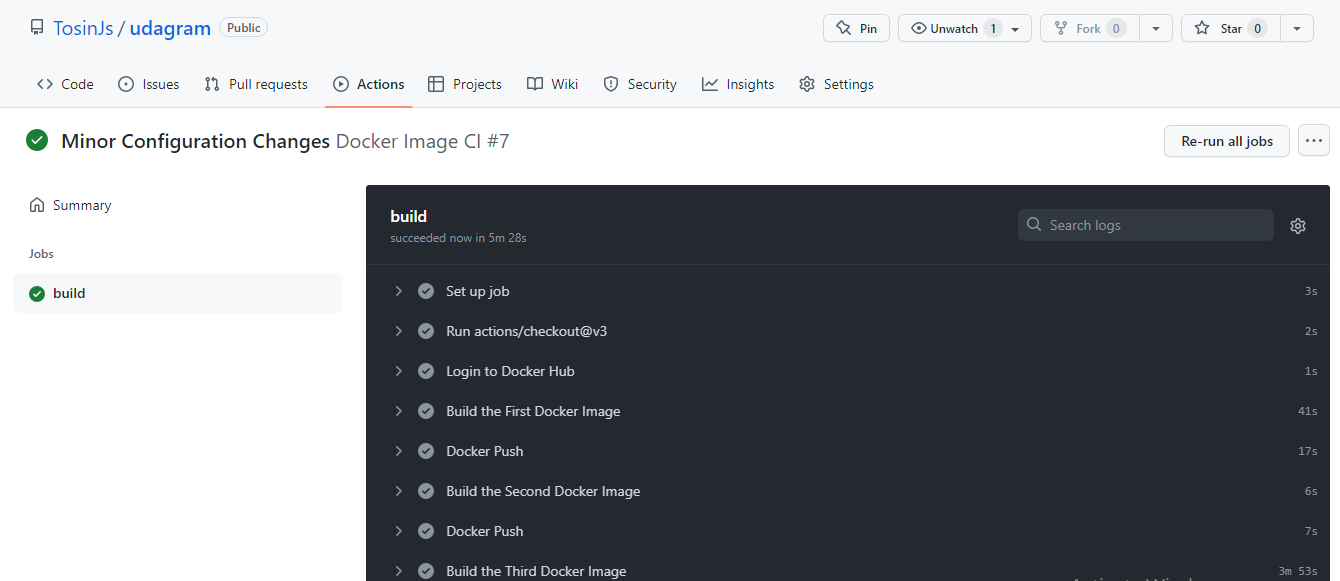 TosinJs / udagram Public Pin Unwatch 1 Fork 0 Star 0
Code Issues Pull requests Actions Projects Wiki Security Insights Settings
Minor Configuration Changes Docker Image CI #7 Re-run all jobs ...
Summary
Jobs
build
build
succeeded now in 5m 28s
Search logs
Set up job 3s
Run actions/checkout@v3 2s
Login to Docker Hub 1s
Build the First Docker Image 41s
Docker Push 17s
Build the Second Docker Image 6s
Docker Push 7s
Build the Third Docker Image 3m 53s